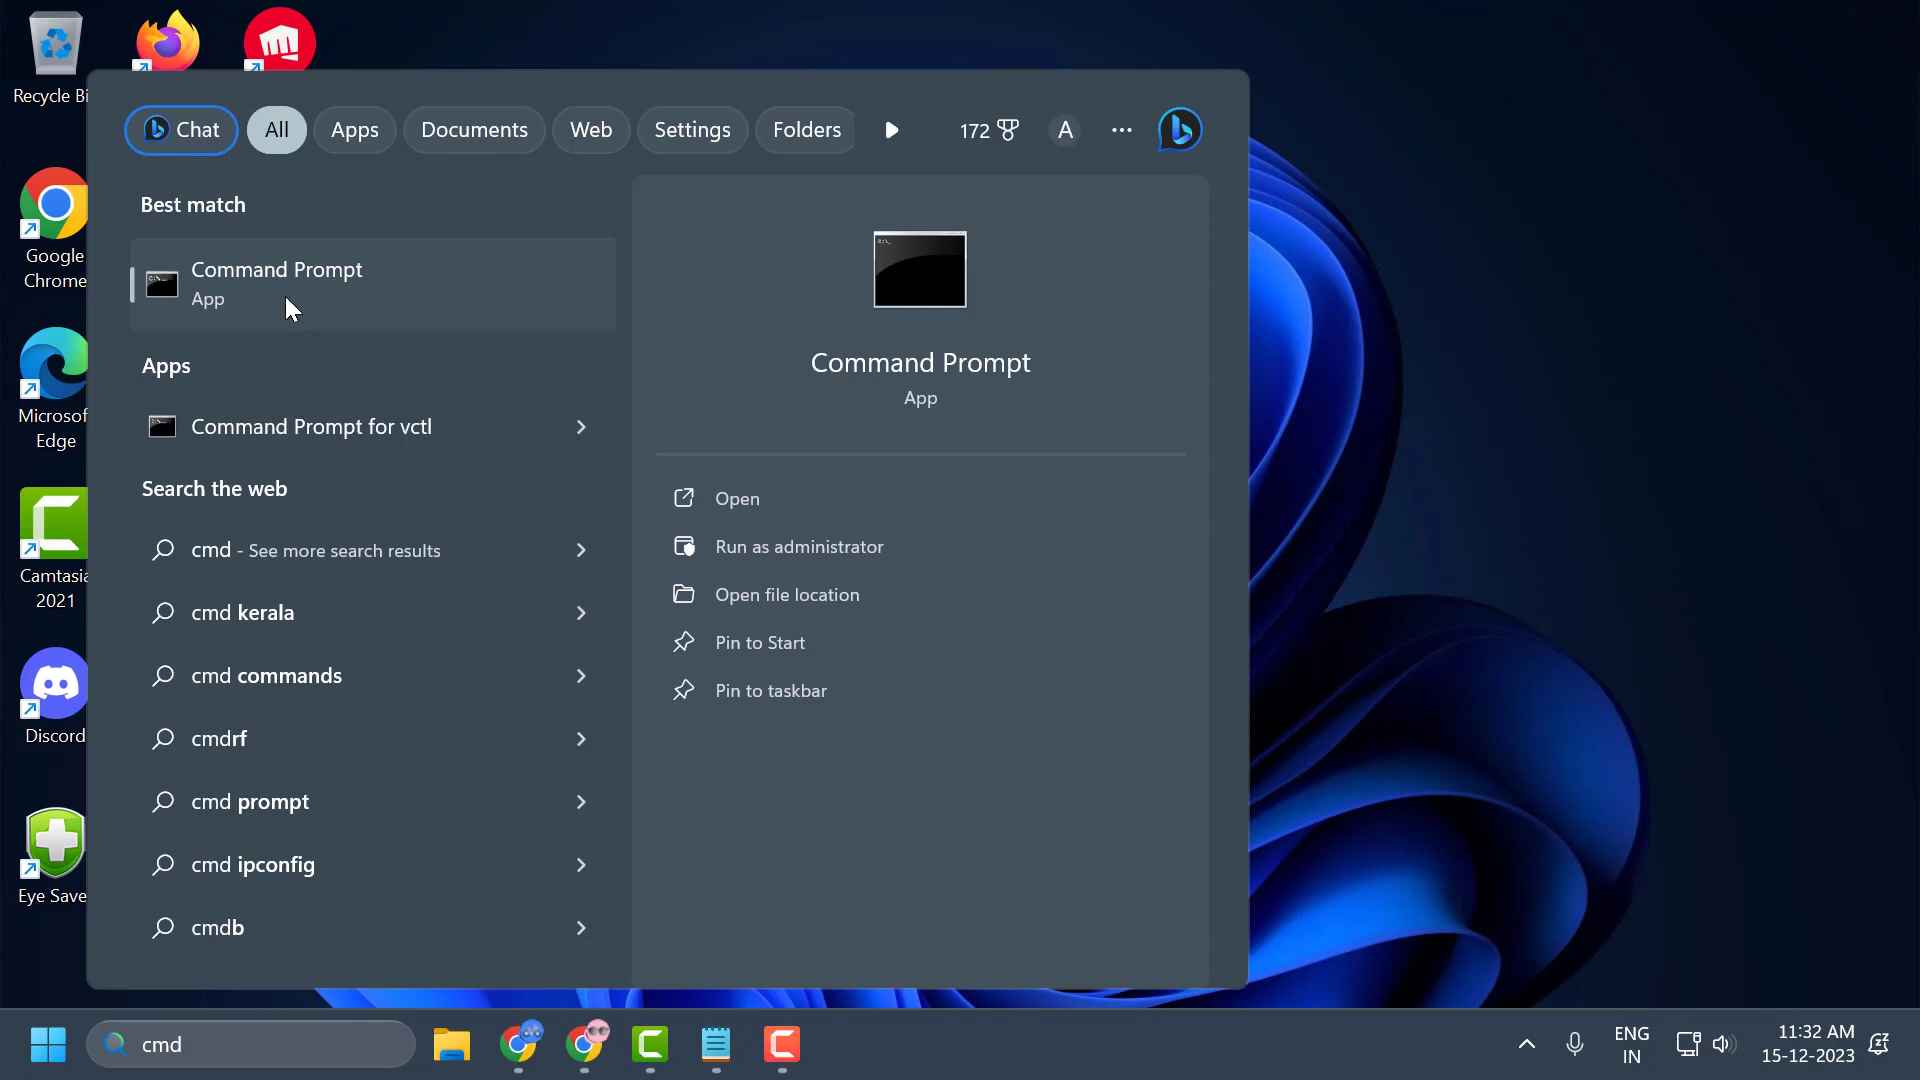 Recycle Bi
Google
Chrome
Microsof
Edge
Camtasia
2021
Discord
Eye Save
Chat
All
Apps
Documents
Web
Settings
Folders
172
A
Best match
Command Prompt
App
Apps
Command Prompt for vctl
Search the web
cmd - See more search results
cmd kerala
cmd commands
cmdrf
cmd prompt
cmd ipconfig
cmdb
Command Prompt
App
Open
Run as administrator
Open file location
Pin to Start
Pin to taskbar
cmd
ENG
IN
11:32 AM
15-12-2023